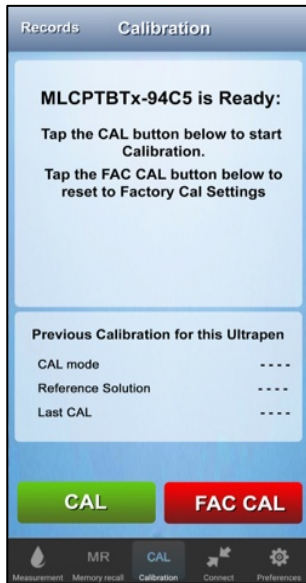 Records Calibration
MLCPTBTx-94C5 is Ready:
Tap the CAL button below to start
Calibration.
Tap the FAC CAL button below to
reset to Factory Cal Settings
Previous Calibration for this Ultrapen
CAL mode ----
Reference Solution ----
Last CAL ----
CAL FAC CAL
MR CAL
Measurement Memory recall Calibration Connect Preferences